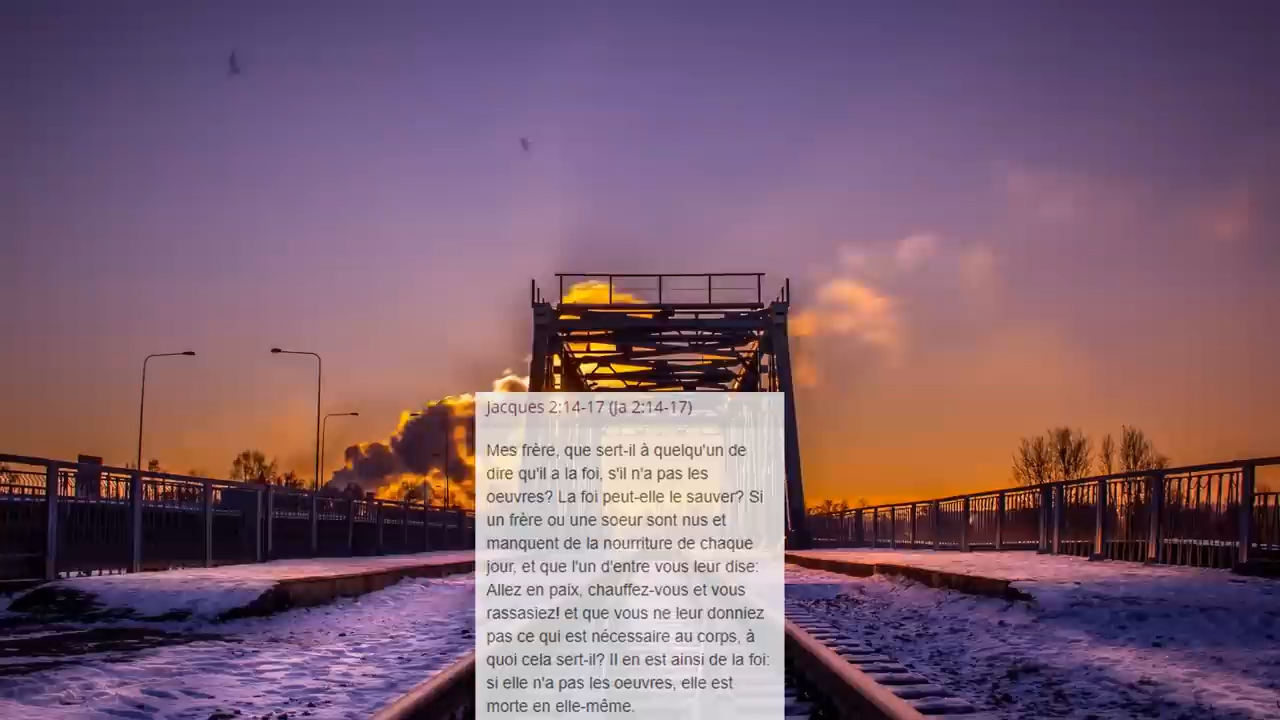 Jacques 2:14-17 (Ja 2:14-17)
Mes frère, que sert-il à quelqu'un de
dire qu'il a la foi, s'il n'a pas les
oeuvres? La foi peut-elle le sauver? Si
un frère ou une soeur sont nus et
manquent de la nourriture de chaque
jour, et que l'un d'entre vous leur dise:
Allez en paix, chauffez-vous et vous
rassasiez! et que vous ne leur donniez
pas ce qui est nécessaire au corps, à
quoi cela sert-il? Il en est ainsi de la foi:
si elle n'a pas les oeuvres, elle est
morte en elle-même.